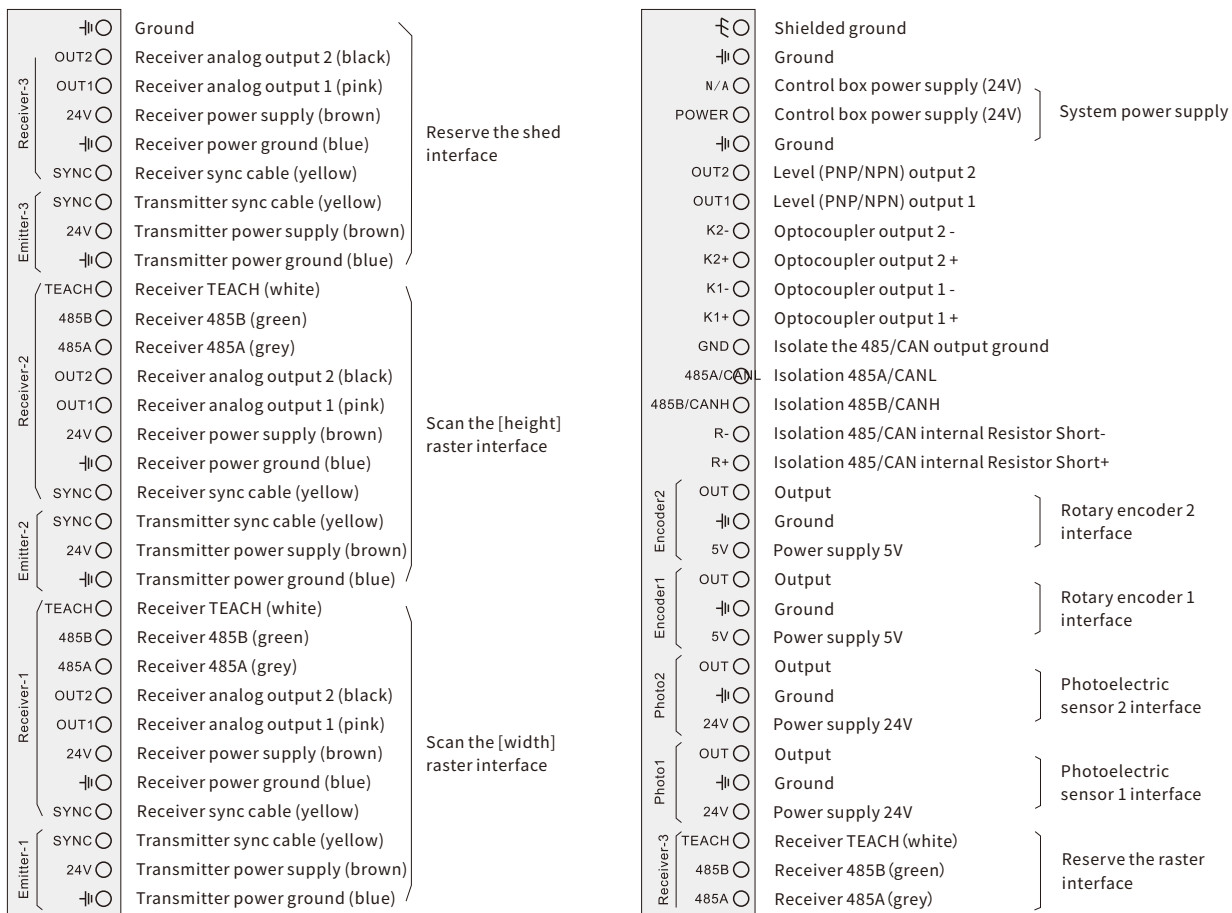 Ground
OUT2 Receiver analog output 2 (black)
OUT1 Receiver analog output 1 (pink)
24V Receiver power supply (brown)
Receiver power ground (blue)
SYNC Receiver sync cable (yellow)
Receiver-3
SYNC Transmitter sync cable (yellow)
24V Transmitter power supply (brown)
Transmitter power ground (blue)
Emitter-3
Reserve the shed
interface
TEACH Receiver TEACH (white)
485B Receiver 485B (green)
485A Receiver 485A (grey)
OUT2 Receiver analog output 2 (black)
OUT1 Receiver analog output 1 (pink)
24V Receiver power supply (brown)
Receiver power ground (blue)
SYNC Receiver sync cable (yellow)
Receiver-2
SYNC Transmitter sync cable (yellow)
24V Transmitter power supply (brown)
Transmitter power ground (blue)
Emitter-2
Scan the [height]
raster interface
TEACH Receiver TEACH (white)
485B Receiver 485B (green)
485A Receiver 485A (grey)
OUT2 Receiver analog output 2 (black)
OUT1 Receiver analog output 1 (pink)
24V Receiver power supply (brown)
Receiver power ground (blue)
SYNC Receiver sync cable (yellow)
Receiver-1
SYNC Transmitter sync cable (yellow)
24V Transmitter power supply (brown)
Transmitter power ground (blue)
Emitter-1
Scan the [width]
raster interface
Shielded ground
Ground
N/A Control box power supply (24V)
POWER Control box power supply (24V)
Ground
System power supply
OUT2 Level (PNP/NPN) output 2
OUT1 Level (PNP/NPN) output 1
K2- Optocoupler output 2 -
K2+ Optocoupler output 2 +
K1- Optocoupler output 1 -
K1+ Optocoupler output 1 +
GND Isolate the 485/CAN output ground
485A/CANL Isolation 485A/CANL
485B/CANH Isolation 485B/CANH
R- Isolation 485/CAN internal Resistor Short-
R+ Isolation 485/CAN internal Resistor Short+
OUT Output
Ground
5V Power supply 5V
Encoder2
Rotary encoder 2
interface
OUT Output
Ground
5V Power supply 5V
Encoder1
Rotary encoder 1
interface
OUT Output
Ground
24V Power supply 24V
Photo2
Photoelectric
sensor 2 interface
OUT Output
Ground
24V Power supply 24V
Photo1
Photoelectric
sensor 1 interface
TEACH Receiver TEACH (white)
485B Receiver 485B (green)
485A Receiver 485A (grey)
Receiver-3
Reserve the raster
interface